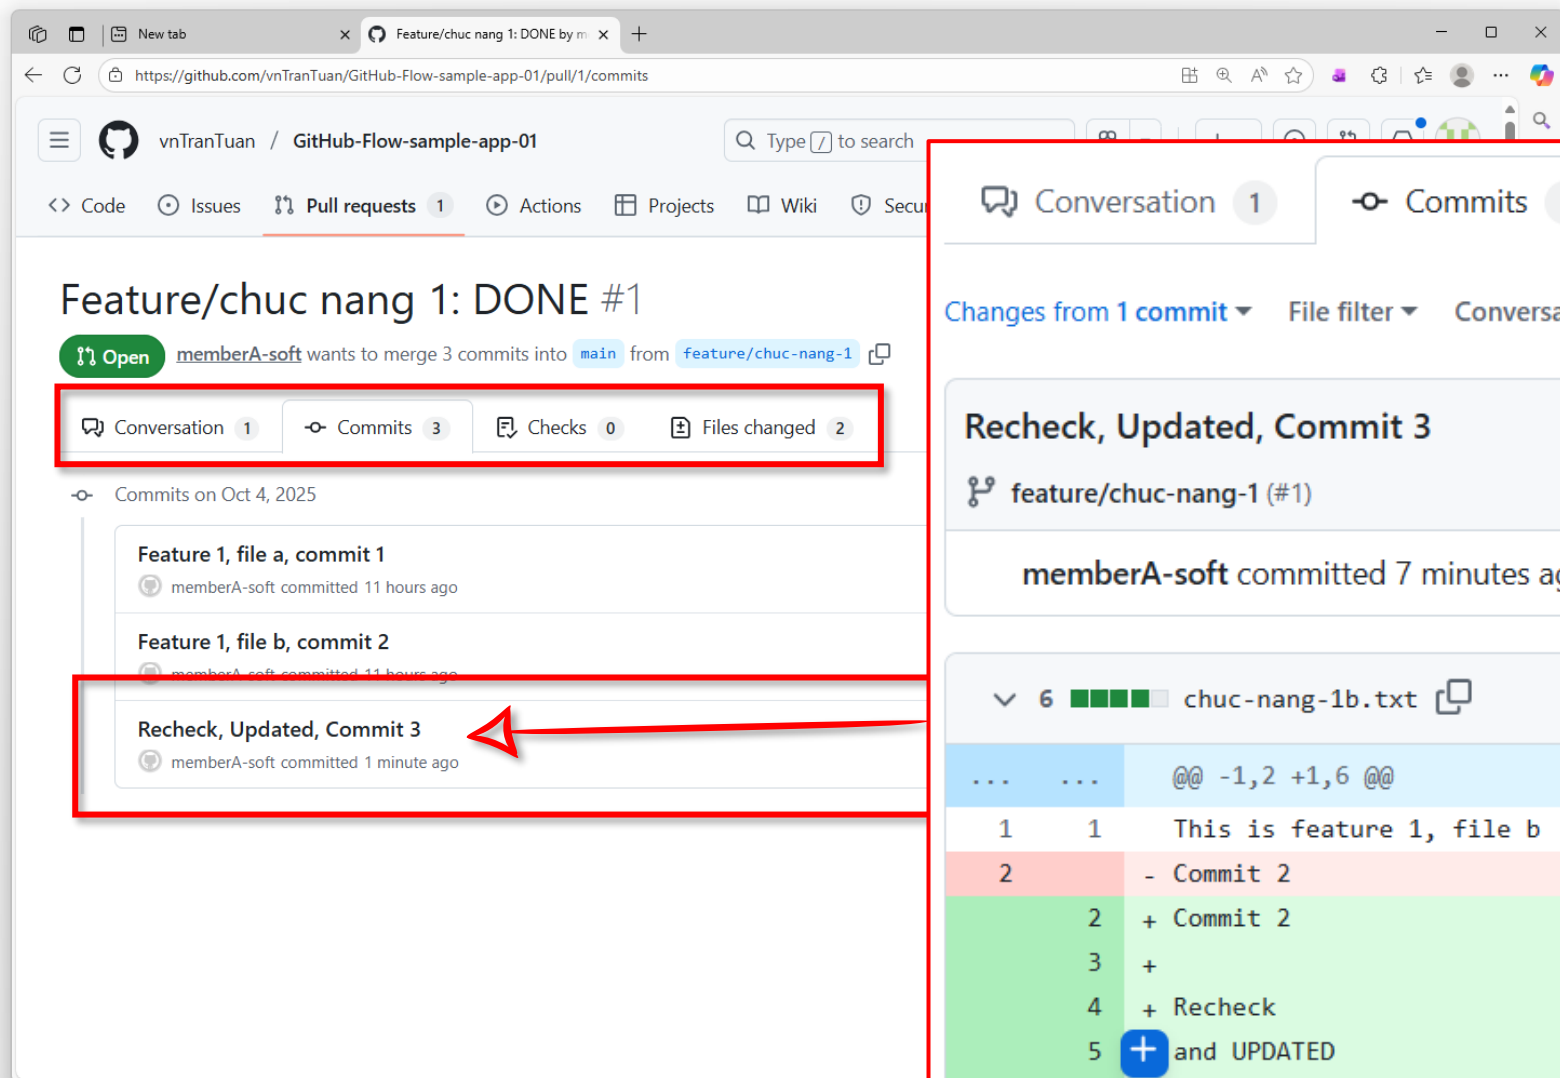 New tab
Feature/chuc nang 1: DONE by m
https://github.com/vnTranTuan/GitHub-Flow-sample-app-01/pull/1/commits
vnTranTuan / GitHub-Flow-sample-app-01
Type / to search
Code
Issues
Pull requests 1
Actions
Projects
Wiki
Secu
Feature/chuc nang 1: DONE #1
Open memberA-soft wants to merge 3 commits into main from feature/chuc-nang-1
Conversation 1
Commits 3
Checks 0
Files changed 2
Commits on Oct 4, 2025
Feature 1, file a, commit 1
memberA-soft committed 11 hours ago
Feature 1, file b, commit 2
memberA-soft committed 11 hours ago
Recheck, Updated, Commit 3
memberA-soft committed 1 minute ago
Conversation 1
Commits
Changes from 1 commit
File filter
Conversa
Recheck, Updated, Commit 3
feature/chuc-nang-1 (#1)
memberA-soft committed 7 minutes ag
6 chuc-nang-1b.txt
... ... @@ -1,2 +1,6 @@
1 1 This is feature 1, file b
2 - Commit 2
2 + Commit 2
3 +
4 + Recheck
5 + and UPDATED